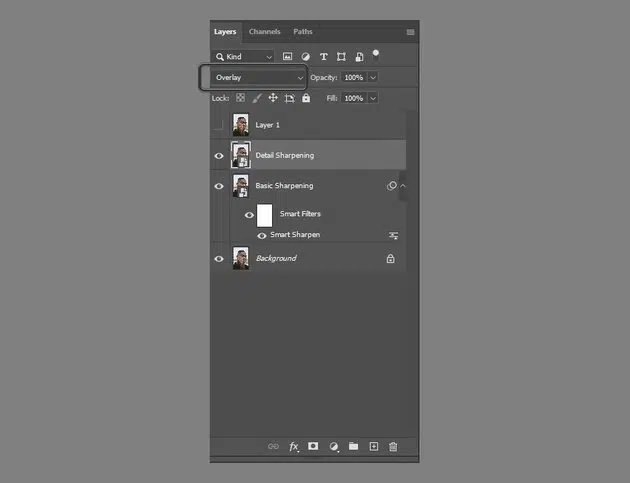 Layers Channels Paths
Kind
Overlay Opacity: 100%
Lock: Fill: 100%
Layer 1
Detail Sharpening
Basic Sharpening
Smart Filters
Smart Sharpen
Background
fx